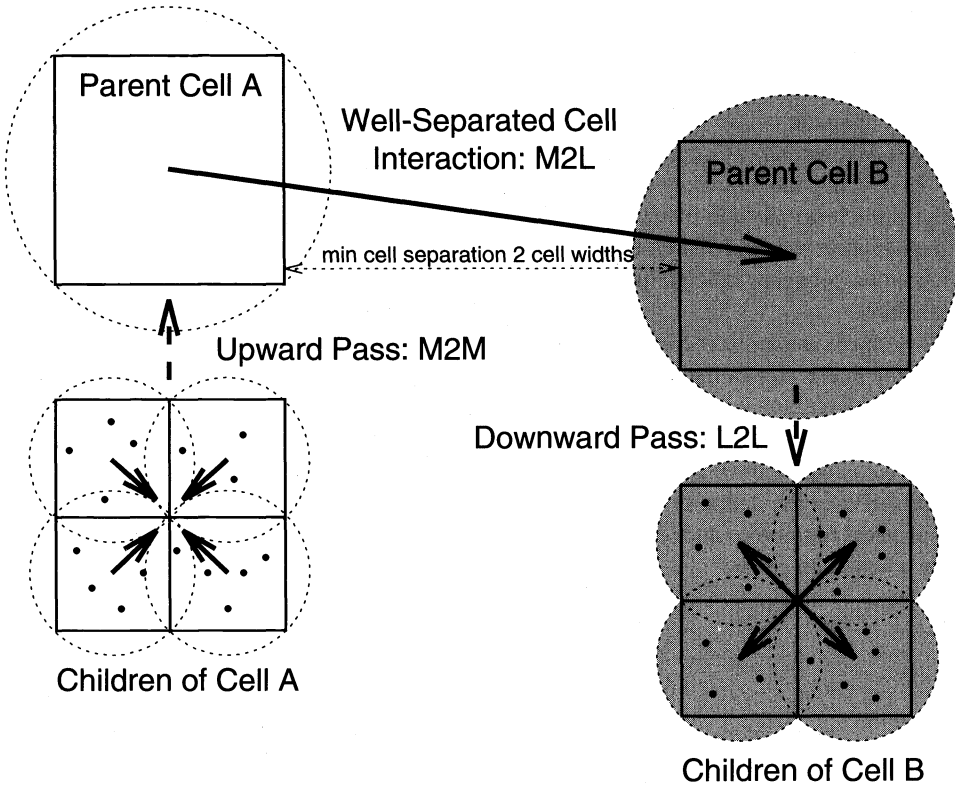 Parent Cell A
Well-Separated Cell
Interaction: M2L
Parent Cell B
min cell separation 2 cell widths
Upward Pass: M2M
Downward Pass: L2L
Children of Cell A
Children of Cell B